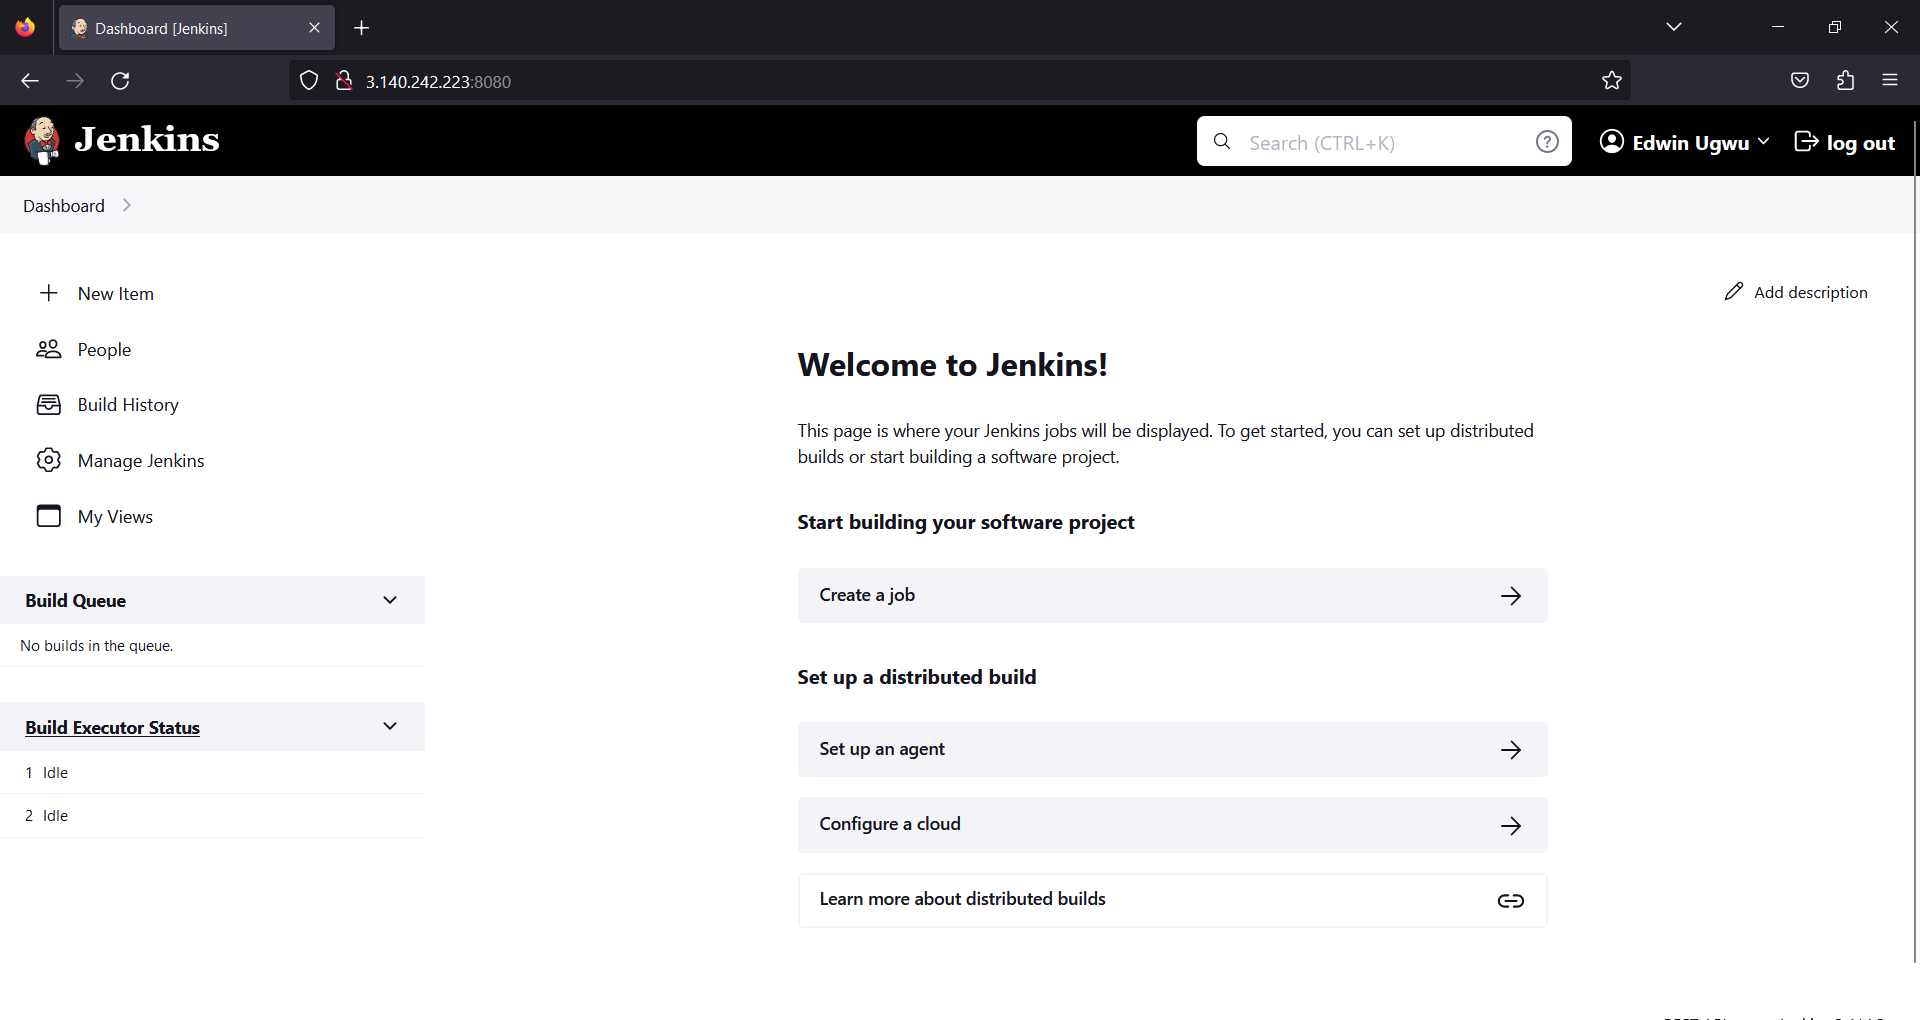 Dashboard [Jenkins]
3.140.242.223:8080
Jenkins
Search (CTRL+K)
Edwin Ugwu
log out
Dashboard
New Item
People
Build History
Manage Jenkins
My Views
Build Queue
No builds in the queue.
Build Executor Status
1 Idle
2 Idle
Add description
Welcome to Jenkins!
This page is where your Jenkins jobs will be displayed. To get started, you can set up distributed
builds or start building a software project.
Start building your software project
Create a job
Set up a distributed build
Set up an agent
Configure a cloud
Learn more about distributed builds